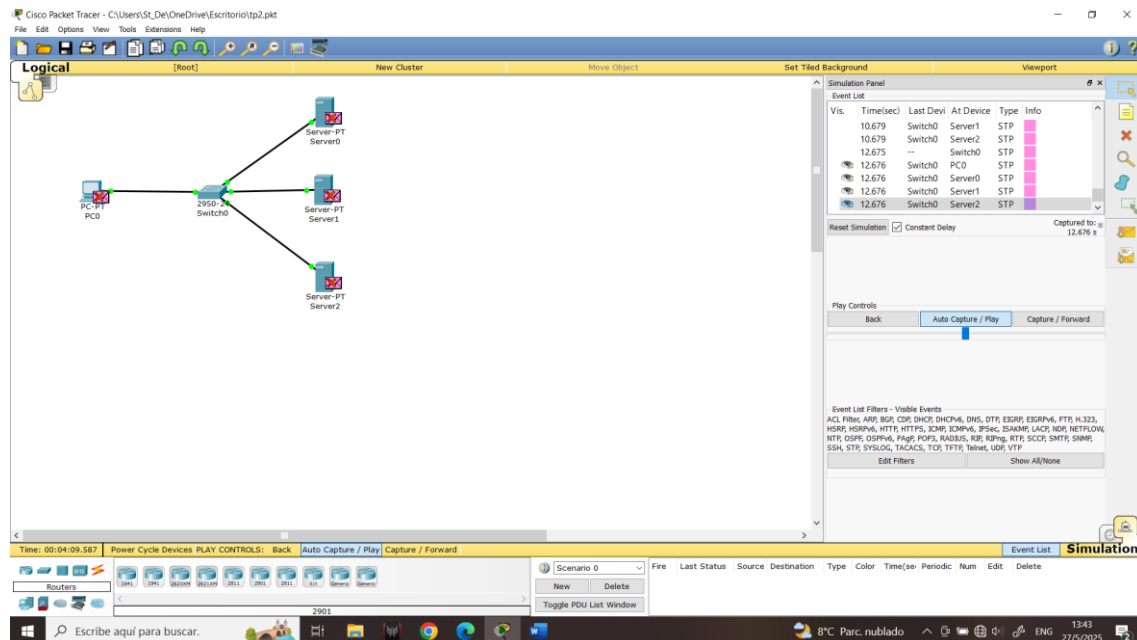 Cisco Packet Tracer - C:\Users\St_De\OneDrive\Escritorio\tp2.pkt
File Edit Options View Tools Extensions Help
Logical [Root] New Cluster Move Object Set Tiled Background Viewport
Server-PT
Server0
PC-PT
PC0
2950-24
Switch0
Server-PT
Server1
Server-PT
Server2
Simulation Panel
Event List
Vis. Time(sec) Last Devi At Device Type Info
10.679 Switch0 Server1 STP
10.679 Switch0 Server2 STP
12.675 -- Switch0 STP
12.676 Switch0 PC0 STP
12.676 Switch0 Server0 STP
12.676 Switch0 Server1 STP
12.676 Switch0 Server2 STP
Reset Simulation Constant Delay Captured to:
12.676 s
Play Controls
Back Auto Capture / Play Capture / Forward
Event List Filters - Visible Events
ACL Filter, ARP, BGP, CDP, DHCP, DHCPv6, DNS, DTP, EIGRP, EIGRPv6, FTP, H.323,
HSRP, HSRPv6, HTTP, HTTPS, ICMP, ICMPv6, IPSec, ISAKMP, LACP, NDP, NETFLOW,
NTP, OSPF, OSPFv6, PAgP, POP3, RADIUS, RIP, RIPng, RTP, SCCP, SMTP, SNMP,
SSH, STP, SYSLOG, TACACS, TCP, TFTP, Telnet, UDP, VTP
Edit Filters Show All/None
Time: 00:04:09.587 Power Cycle Devices PLAY CONTROLS: Back Auto Capture / Play Capture / Forward Event List Simulation
Routers
1841 1941 2620XM 2621XM 2811 2901 2911 819 Generic Generic
2901
Scenario 0
New Delete
Toggle PDU List Window
Fire Last Status Source Destination Type Color Time(sec Periodic Num Edit Delete
Escribe aquí para buscar.
8°C Parc. nublado ENG
13:43
27/5/2025